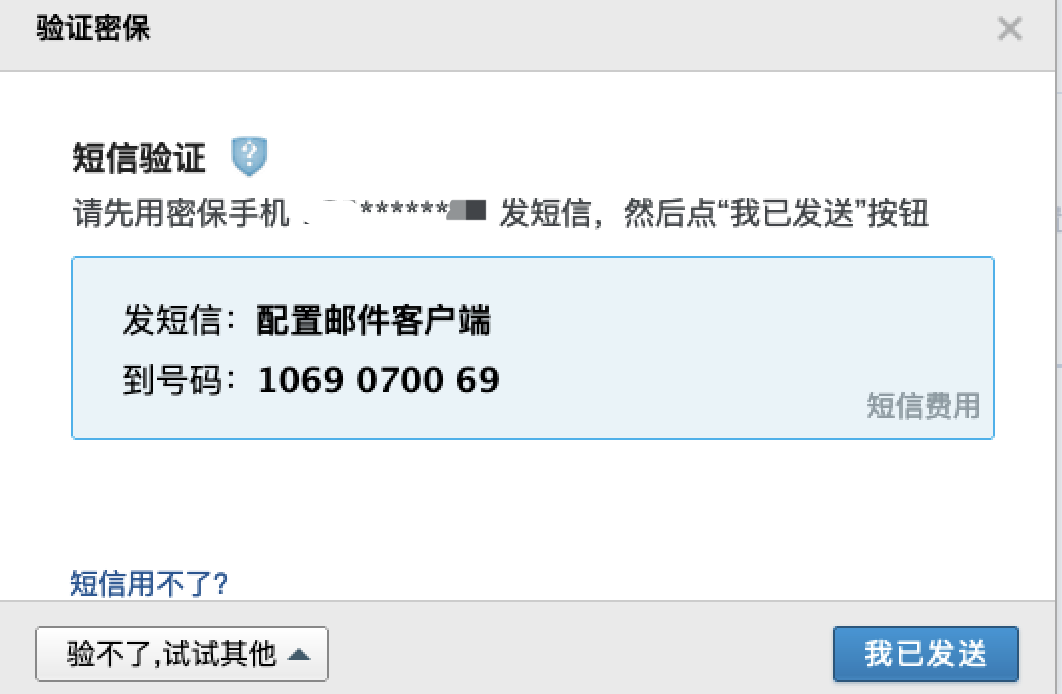 验证密保
短信验证
请先用密保手机 ******* 发短信，然后点“我已发送”按钮
发短信：配置邮件客户端
到号码：1069 0700 69
短信费用
短信用不了?
验不了,试试其他
我已发送